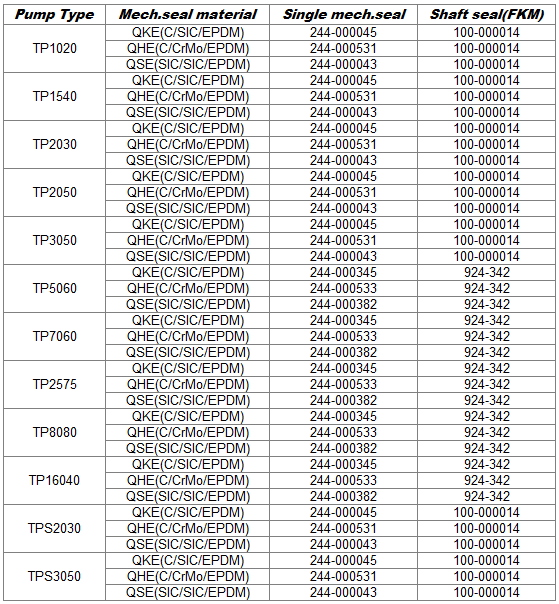 Pump Type Mech.seal material Single mech.seal Shaft seal(FKM)
TP1020 QKE(C/SIC/EPDM) 244-000045 100-000014
QHE(C/CrMo/EPDM) 244-000531 100-000014
QSE(SIC/SIC/EPDM) 244-000043 100-000014
TP1540 QKE(C/SIC/EPDM) 244-000045 100-000014
QHE(C/CrMo/EPDM) 244-000531 100-000014
QSE(SIC/SIC/EPDM) 244-000043 100-000014
TP2030 QKE(C/SIC/EPDM) 244-000045 100-000014
QHE(C/CrMo/EPDM) 244-000531 100-000014
QSE(SIC/SIC/EPDM) 244-000043 100-000014
TP2050 QKE(C/SIC/EPDM) 244-000045 100-000014
QHE(C/CrMo/EPDM) 244-000531 100-000014
QSE(SIC/SIC/EPDM) 244-000043 100-000014
TP3050 QKE(C/SIC/EPDM) 244-000045 100-000014
QHE(C/CrMo/EPDM) 244-000531 100-000014
QSE(SIC/SIC/EPDM) 244-000043 100-000014
TP5060 QKE(C/SIC/EPDM) 244-000345 924-342
QHE(C/CrMo/EPDM) 244-000533 924-342
QSE(SIC/SIC/EPDM) 244-000382 924-342
TP7060 QKE(C/SIC/EPDM) 244-000345 924-342
QHE(C/CrMo/EPDM) 244-000533 924-342
QSE(SIC/SIC/EPDM) 244-000382 924-342
TP2575 QKE(C/SIC/EPDM) 244-000345 924-342
QHE(C/CrMo/EPDM) 244-000533 924-342
QSE(SIC/SIC/EPDM) 244-000382 924-342
TP8080 QKE(C/SIC/EPDM) 244-000345 924-342
QHE(C/CrMo/EPDM) 244-000533 924-342
QSE(SIC/SIC/EPDM) 244-000382 924-342
TP16040 QKE(C/SIC/EPDM) 244-000345 924-342
QHE(C/CrMo/EPDM) 244-000533 924-342
QSE(SIC/SIC/EPDM) 244-000382 924-342
TPS2030 QKE(C/SIC/EPDM) 244-000045 100-000014
QHE(C/CrMo/EPDM) 244-000531 100-000014
QSE(SIC/SIC/EPDM) 244-000043 100-000014
TPS3050 QKE(C/SIC/EPDM) 244-000045 100-000014
QHE(C/CrMo/EPDM) 244-000531 100-000014
QSE(SIC/SIC/EPDM) 244-000043 100-000014